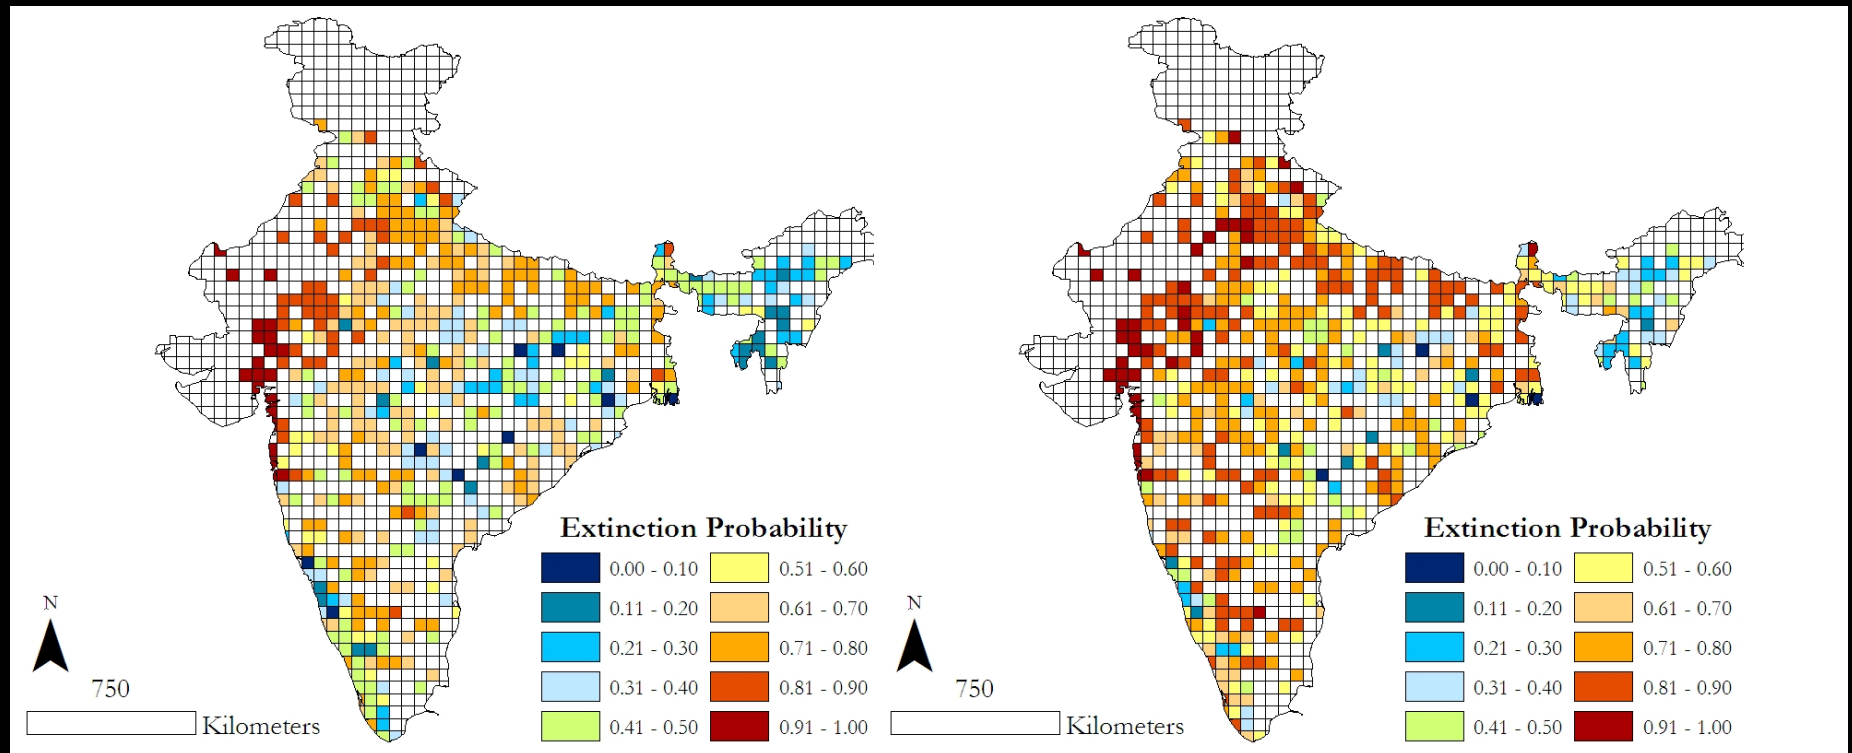 Extinction Probability
0.00 - 0.10 0.51 - 0.60
0.11 - 0.20 0.61 - 0.70
0.21 - 0.30 0.71 - 0.80
0.31 - 0.40 0.81 - 0.90
0.41 - 0.50 0.91 - 1.00
N
750
Kilometers
Extinction Probability
0.00 - 0.10 0.51 - 0.60
0.11 - 0.20 0.61 - 0.70
0.21 - 0.30 0.71 - 0.80
0.31 - 0.40 0.81 - 0.90
0.41 - 0.50 0.91 - 1.00
N
750
Kilometers